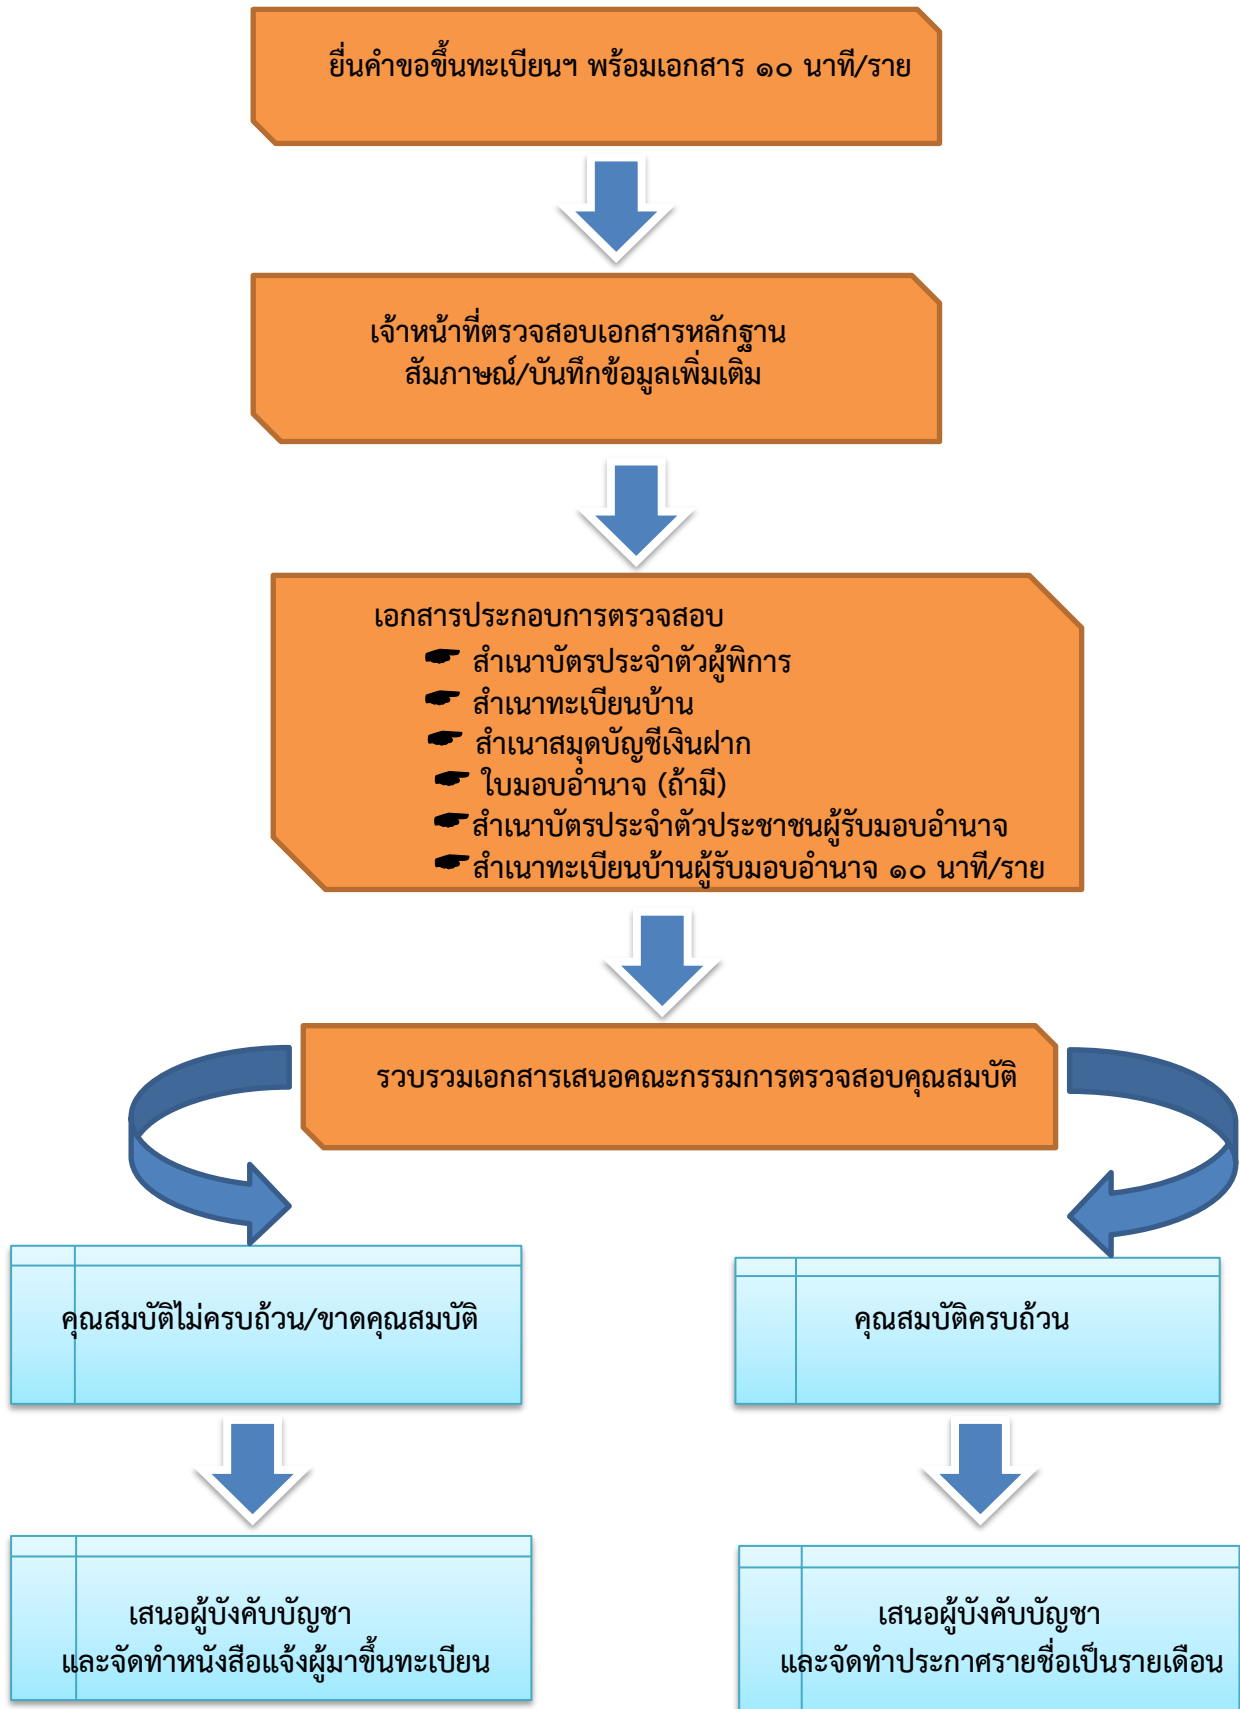 ยื่นคำขอขึ้นทะเบียนฯ พร้อมเอกสาร ๑๐ นาที/ราย
เจ้าหน้าที่ตรวจสอบเอกสารหลักฐาน
สัมภาษณ์/บันทึกข้อมูลเพิ่มเติม
เอกสารประกอบการตรวจสอบ
สำเนาบัตรประจำตัวผู้พิการ
สำเนาทะเบียนบ้าน
สำเนาสมุดบัญชีเงินฝาก
ใบมอบอำนาจ (ถ้ามี)
สำเนาบัตรประจำตัวประชาชนผู้รับมอบอำนาจ
สำเนาทะเบียนบ้านผู้รับมอบอำนาจ ๑๐ นาที/ราย
รวบรวมเอกสารเสนอคณะกรรมการตรวจสอบคุณสมบัติ
คุณสมบัติไม่ครบถ้วน/ขาดคุณสมบัติ
คุณสมบัติครบถ้วน
เสนอผู้บังคับบัญชา
และจัดทำหนังสือแจ้งผู้มาขึ้นทะเบียน
เสนอผู้บังคับบัญชา
และจัดทำประกาศรายชื่อเป็นรายเดือน